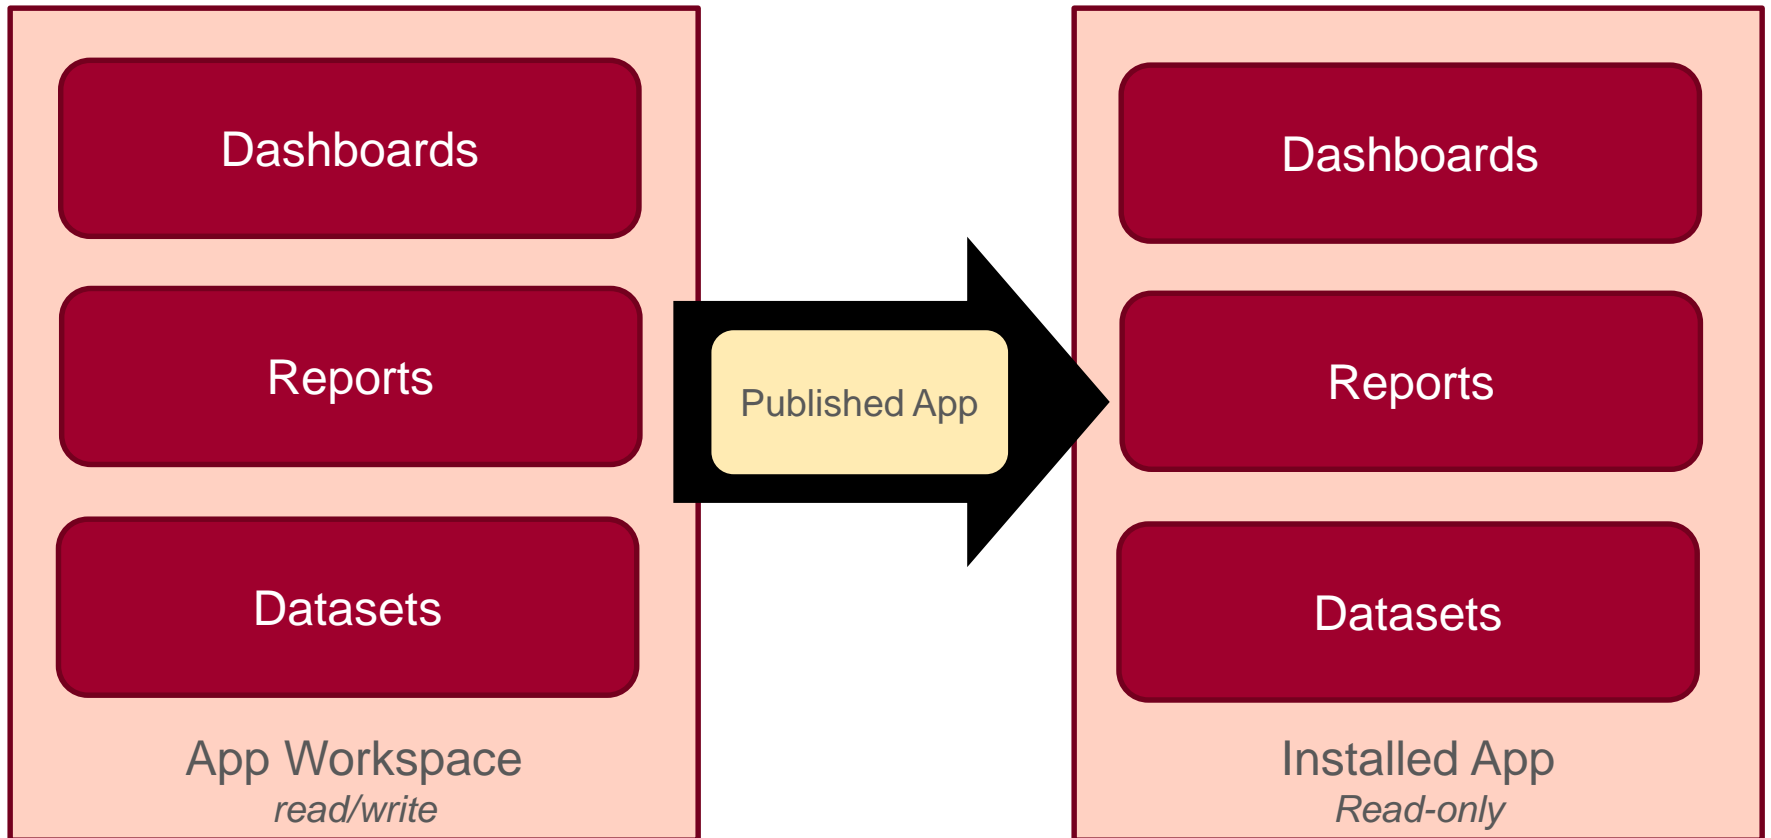 Dashboards
Reports
Datasets
App Workspace
read/write
Published App
Dashboards
Reports
Datasets
Installed App
Read-only